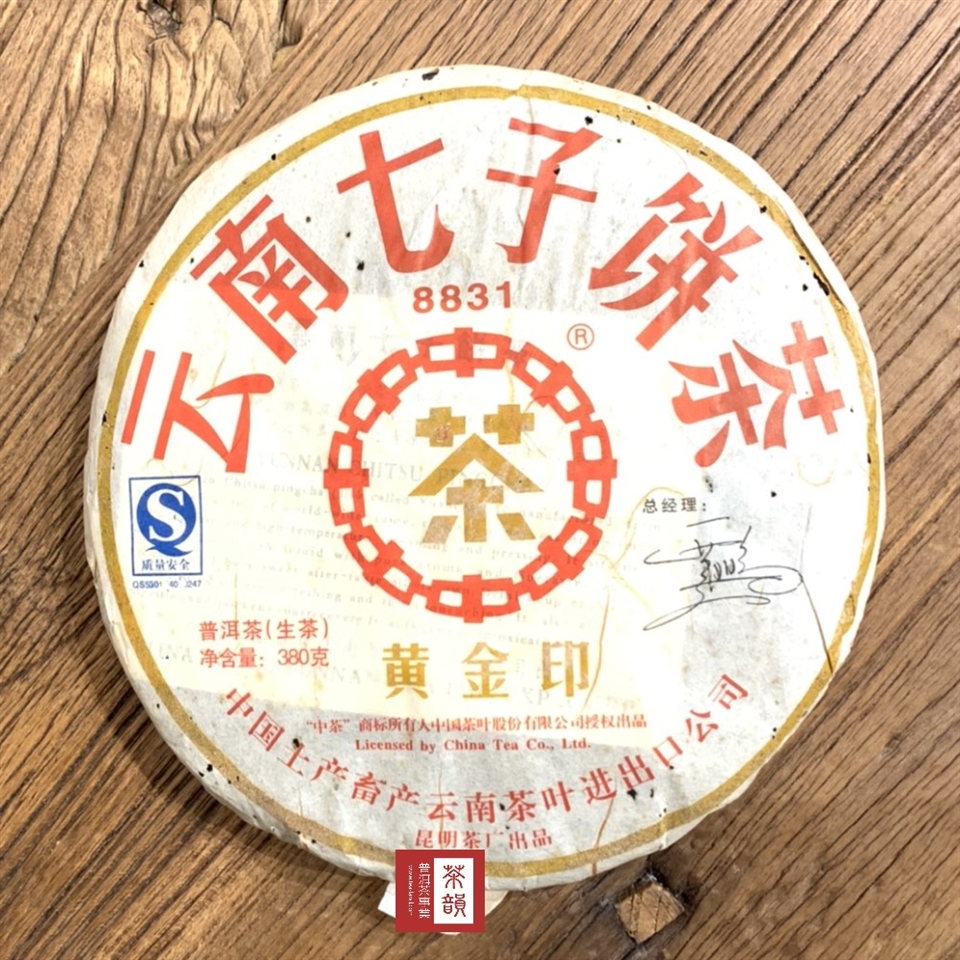 云南七子饼茶
8831
®
茶
总经理：
S
质量安全
普洱茶(生茶)
净含量：380克
黄金印
“中茶”商标所有人中国茶叶股份有限公司授权出品
Licensed by China Tea Co., Ltd.
中国土产畜产云南茶叶进出口公司
昆明茶厂出品
茶韻